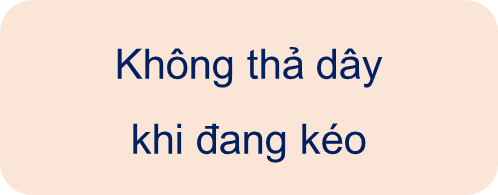 Không thả dây
khi đang kéo